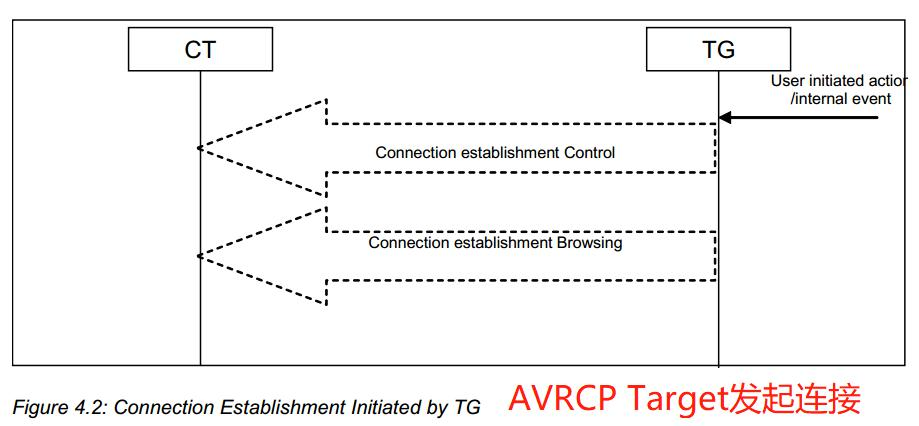 CT
TG
User initiated action
/internal event
Connection establishment Control
Connection establishment Browsing
Figure 4.2: Connection Establishment Initiated by TG
AVRCP Target发起连接